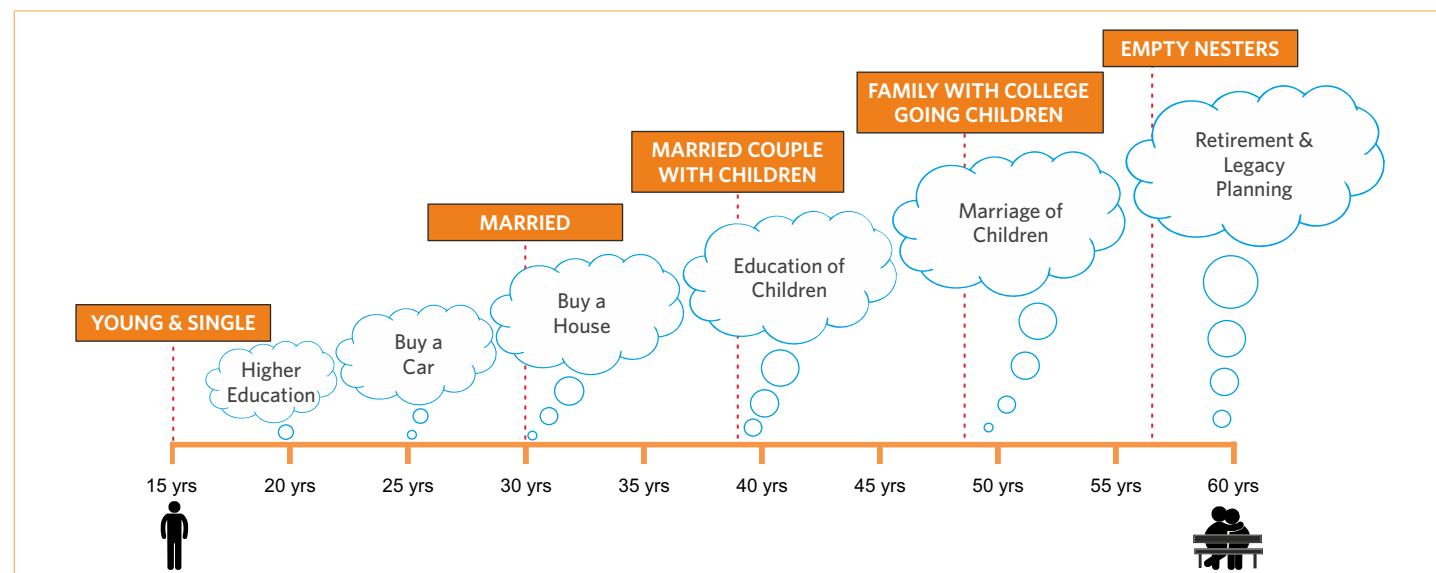 EMPTY NESTERS
FAMILY WITH COLLEGE
GOING CHILDREN
MARRIED COUPLE
WITH CHILDREN
MARRIED
YOUNG & SINGLE
Higher
Education
Buy a
Car
Buy a
House
Education of
Children
Marriage of
Children
Retirement &
Legacy
Planning
15 yrs
20 yrs
25 yrs
30 yrs
35 yrs
40 yrs
45 yrs
50 yrs
55 yrs
60 yrs